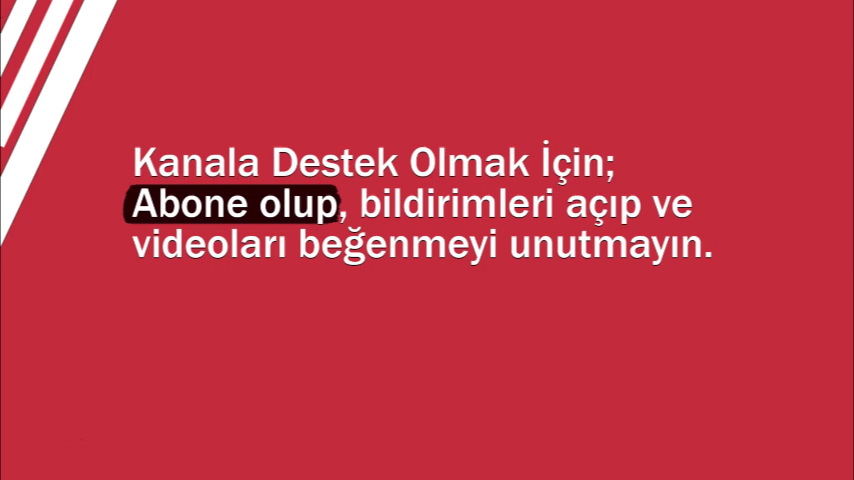 Kanala Destek Olmak İçin;
Abone olup, bildirimleri açıp ve
videoları beğenmeyi unutmayın.